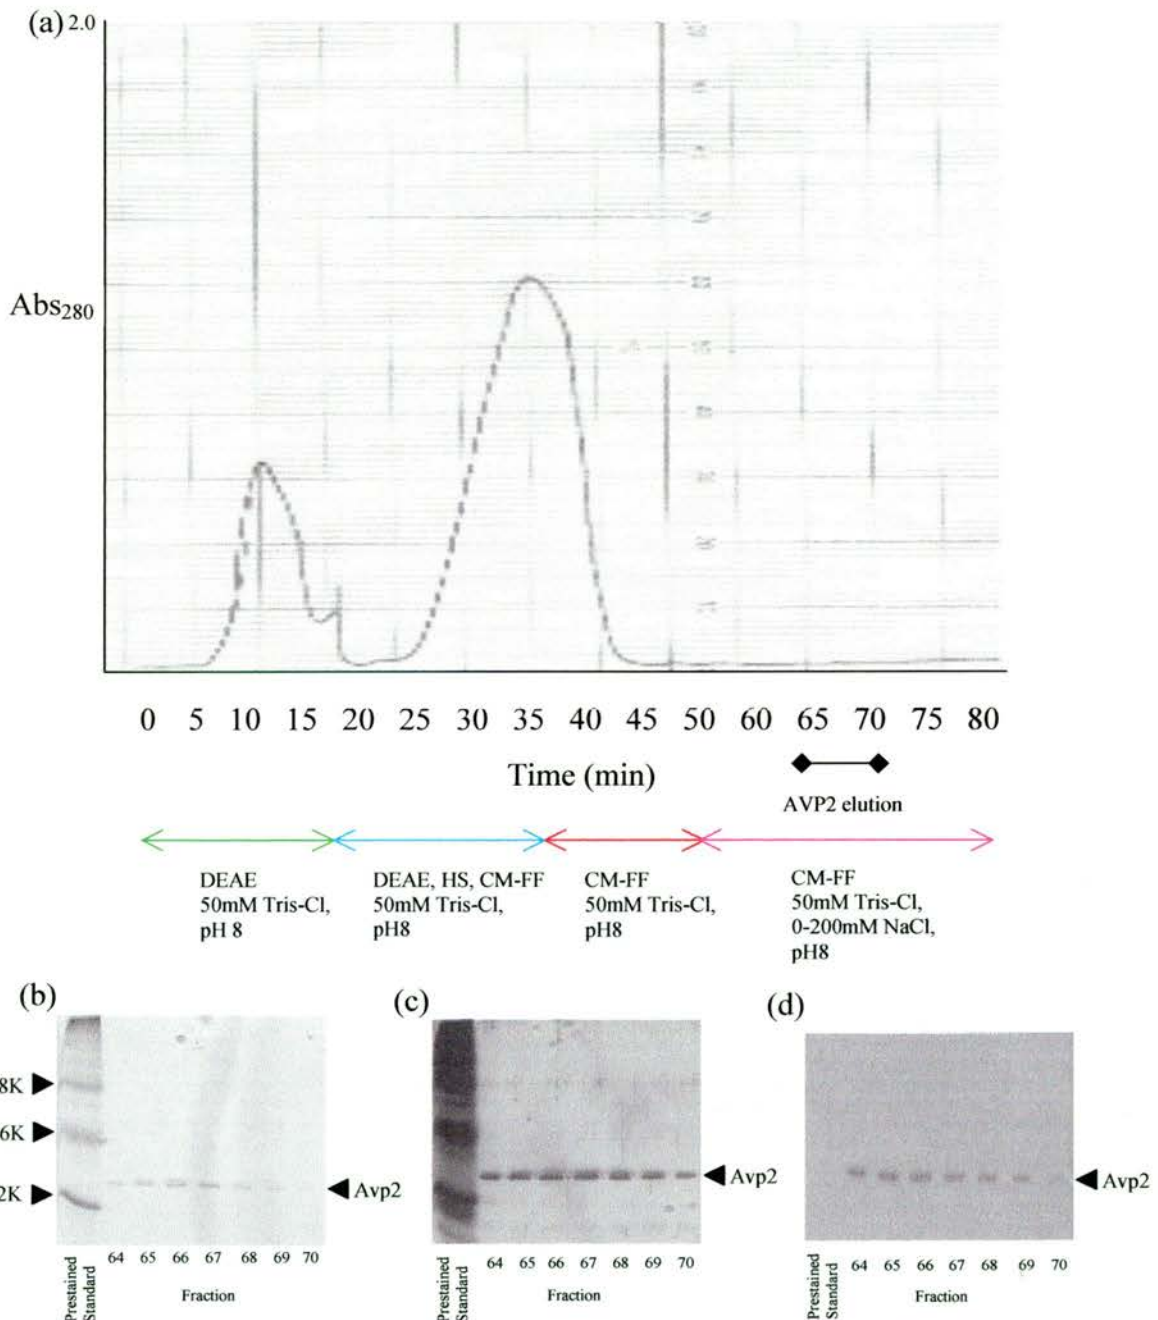 (a) 2.0
Abs280
0 5 10 15 20 25 30 35 40 45 50 60 65 70 75 80
Time (min)
AVP2 elution
DEAE
50mM Tris-Cl,
pH 8
DEAE, HS, CM-FF
50mM Tris-Cl,
pH8
CM-FF
50mM Tris-Cl,
pH8
CM-FF
50mM Tris-Cl,
0-200mM NaCl,
pH8
(b)
8K
6K
2K
Avp2
Prestained
Standard
64 65 66 67 68 69 70
Fraction
(c)
Avp2
Prestained
Standard
64 65 66 67 68 69 70
Fraction
(d)
Avp2
Prestained
Standard
64 65 66 67 68 69 70
Fraction